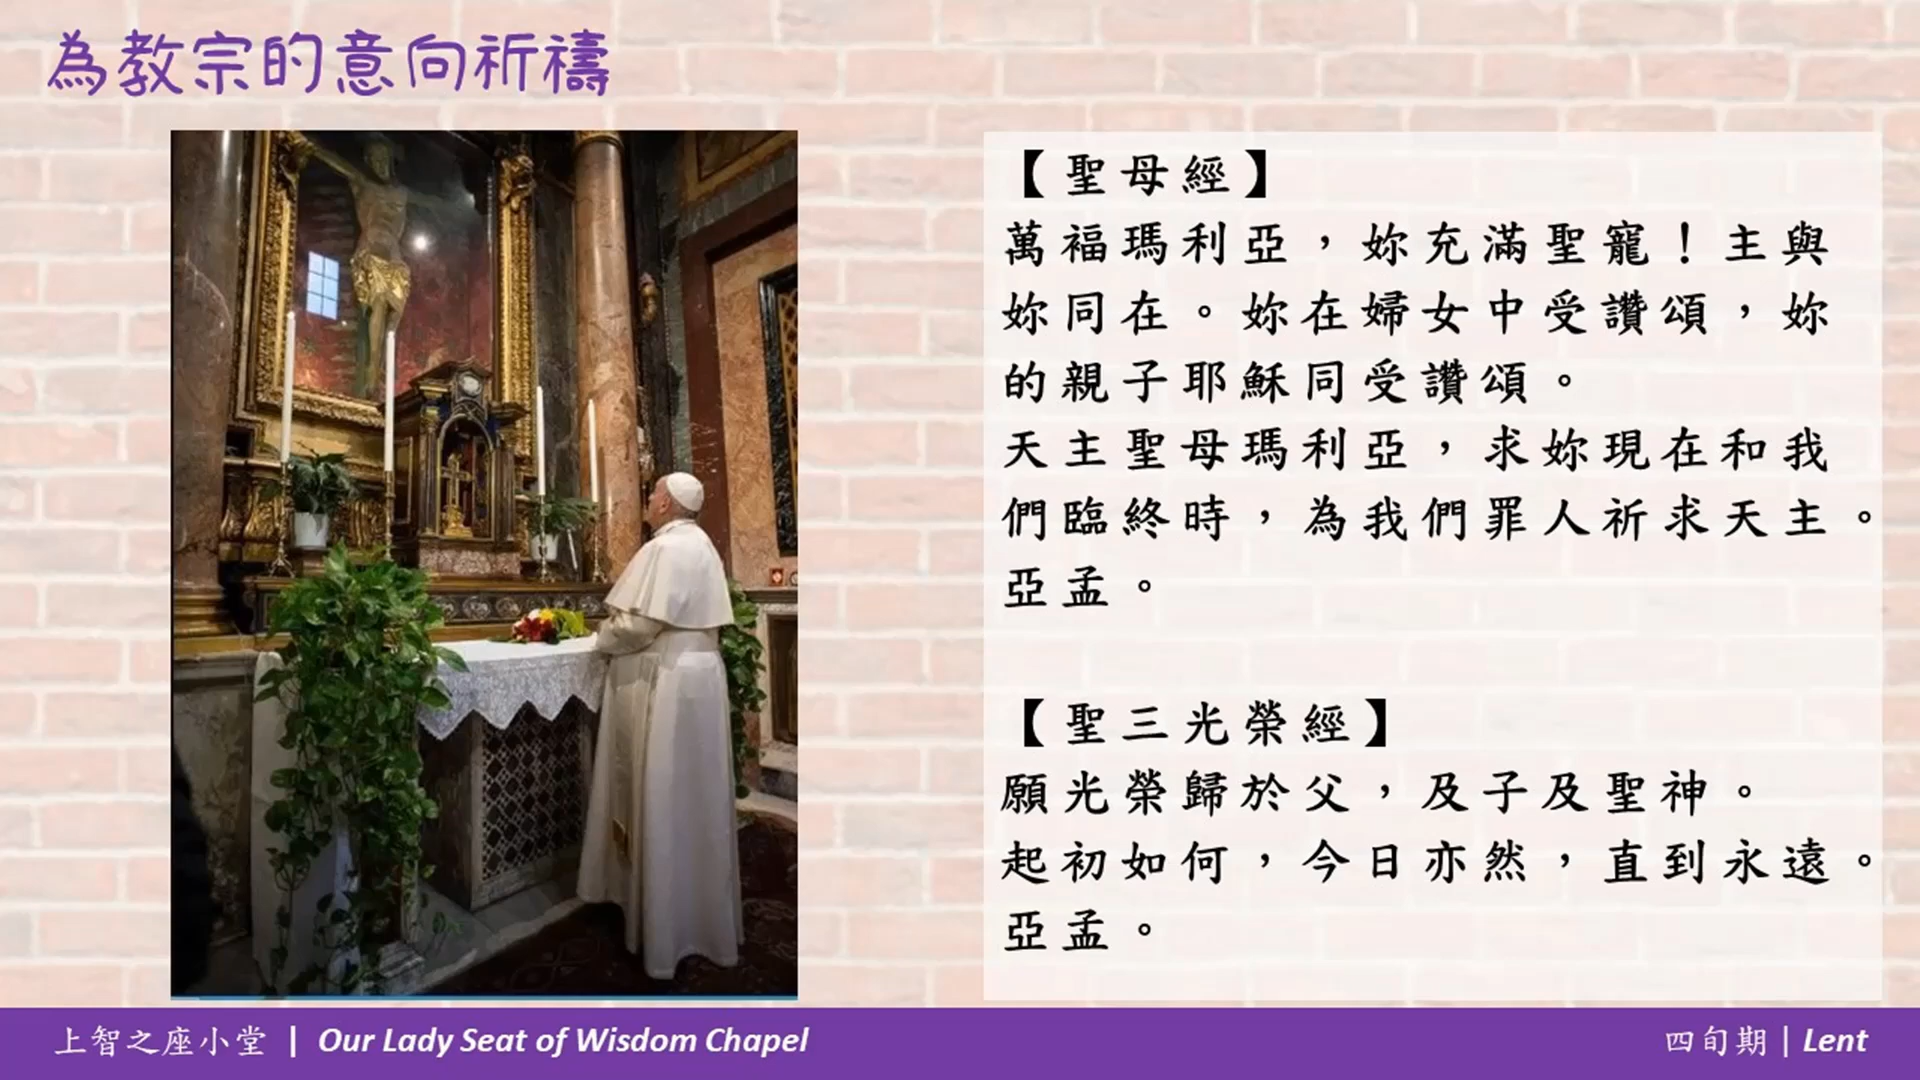 為教宗的意向祈禱
【聖母經】
萬福瑪利亞，妳充滿聖寵！主與
妳同在。妳在婦女中受讚頌，妳
的親子耶穌同受讚頌。
天主聖母瑪利亞，求妳現在和我
們臨終時，為我們罪人祈求天主。
亞孟。
【聖三光榮經】
願光榮歸於父，及子及聖神。
起初如何，今日亦然，直到永遠。
亞孟。
上智之座小堂 | Our Lady Seat of Wisdom Chapel
四旬期 | Lent